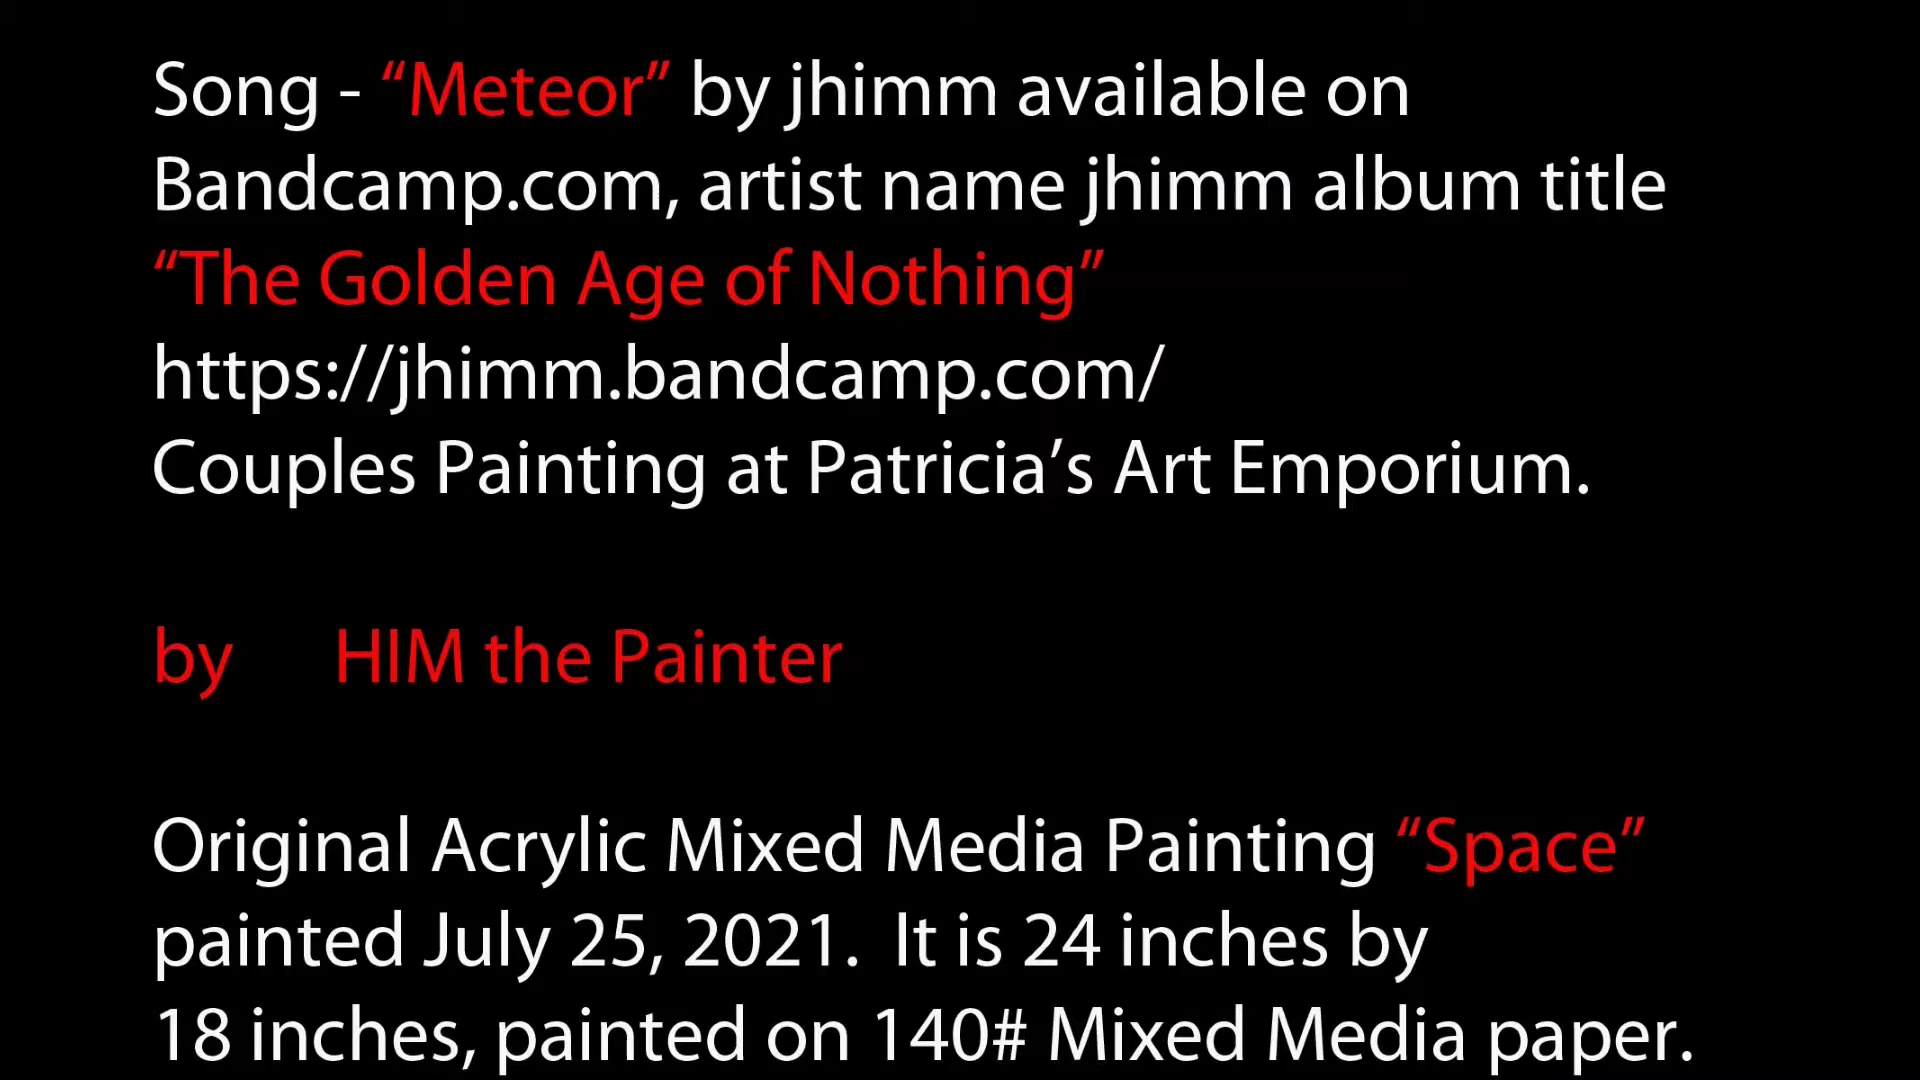 Song - “Meteor” by jhimm available on
Bandcamp.com, artist name jhimm album title
“The Golden Age of Nothing”
https://jhimm.bandcamp.com/
Couples Painting at Patricia’s Art Emporium.
by HIM the Painter
Original Acrylic Mixed Media Painting “Space”
painted July 25, 2021. It is 24 inches by
18 inches, painted on 140# Mixed Media paper.